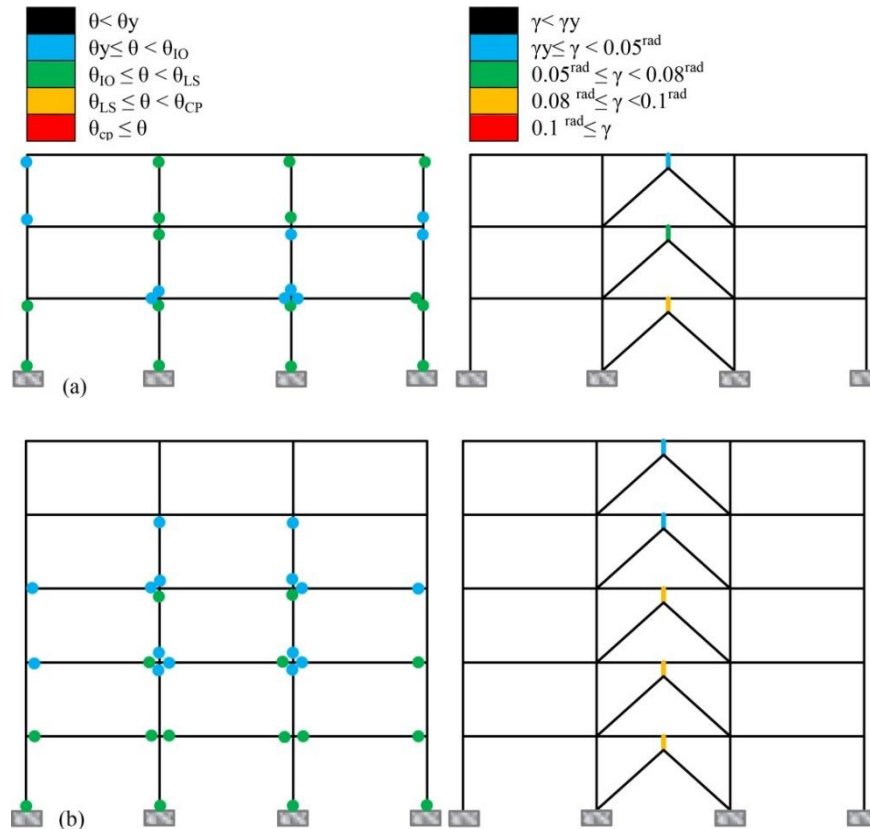 θ< θy
θy≤ θ < θIO
θIO ≤ θ < θLS
θLS ≤ θ < θCP
θcp ≤ θ
γ< γy
γy≤ γ < 0.05rad
0.05rad ≤ γ < 0.08rad
0.08 rad ≤ γ <0.1rad
0.1 rad ≤ γ
(a)
(b)